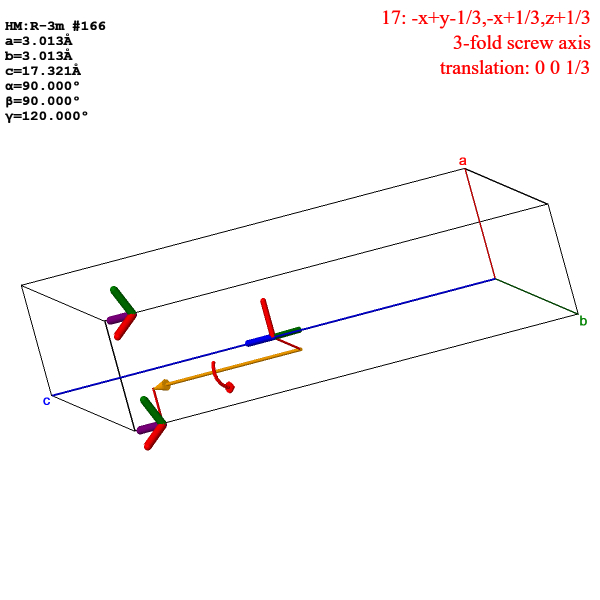 HM:R-3m #166
a=3.013Å
b=3.013Å
c=17.321Å
α=90.000°
β=90.000°
γ=120.000°
17: -x+y-1/3,-x+1/3,z+1/3
3-fold screw axis
translation: 0 0 1/3
a
b
c